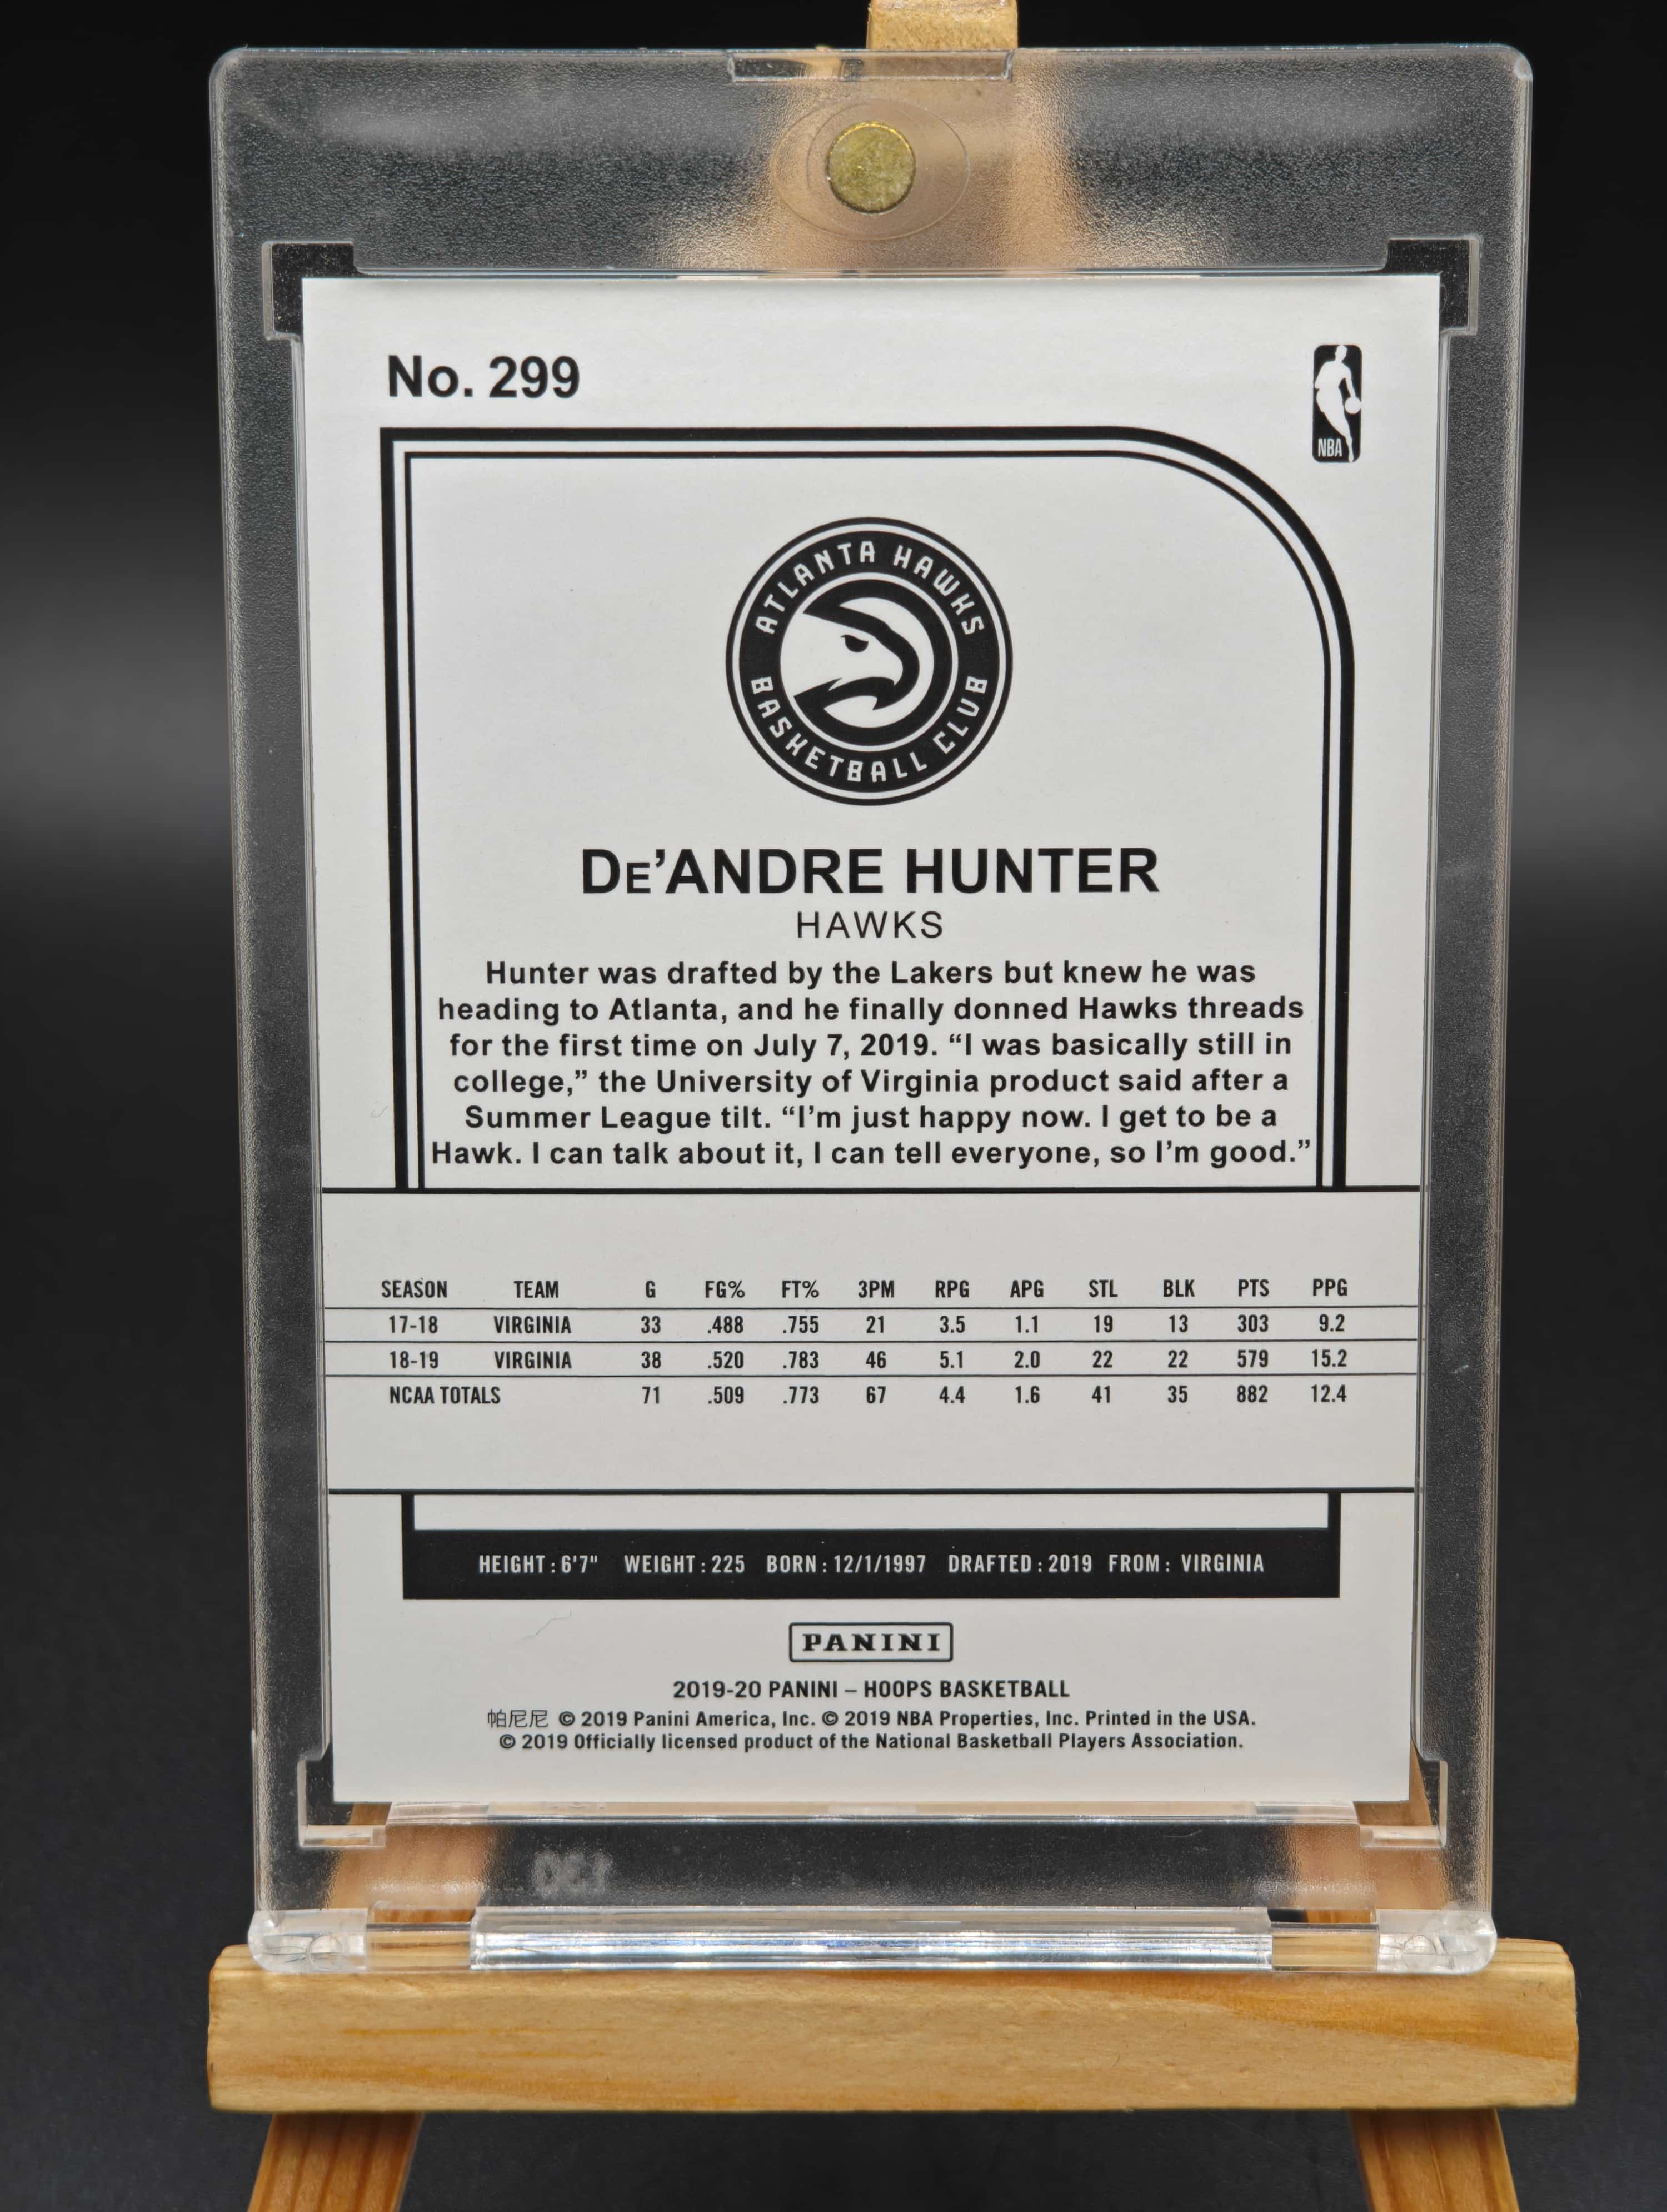 No. 299
NBA
ATLANTA HAWKS
BASKETBALL CLUB
DE'ANDRE HUNTER
HAWKS
Hunter was drafted by the Lakers but knew he was
heading to Atlanta, and he finally donned Hawks threads
for the first time on July 7, 2019. “I was basically still in
college,” the University of Virginia product said after a
Summer League tilt. “I’m just happy now. I get to be a
Hawk. I can talk about it, I can tell everyone, so I’m good.”
SEASON TEAM G FG% FT% 3PM RPG APG STL BLK PTS PPG
17-18 VIRGINIA 33 .488 .755 21 3.5 1.1 19 13 303 9.2
18-19 VIRGINIA 38 .520 .783 46 5.1 2.0 22 22 579 15.2
NCAA TOTALS 71 .509 .773 67 4.4 1.6 41 35 882 12.4
HEIGHT: 6'7" WEIGHT: 225 BORN: 12/1/1997 DRAFTED: 2019 FROM: VIRGINIA
PANINI
2019-20 PANINI – HOOPS BASKETBALL
帕尼尼 © 2019 Panini America, Inc. © 2019 NBA Properties, Inc. Printed in the USA.
© 2019 Officially licensed product of the National Basketball Players Association.
130